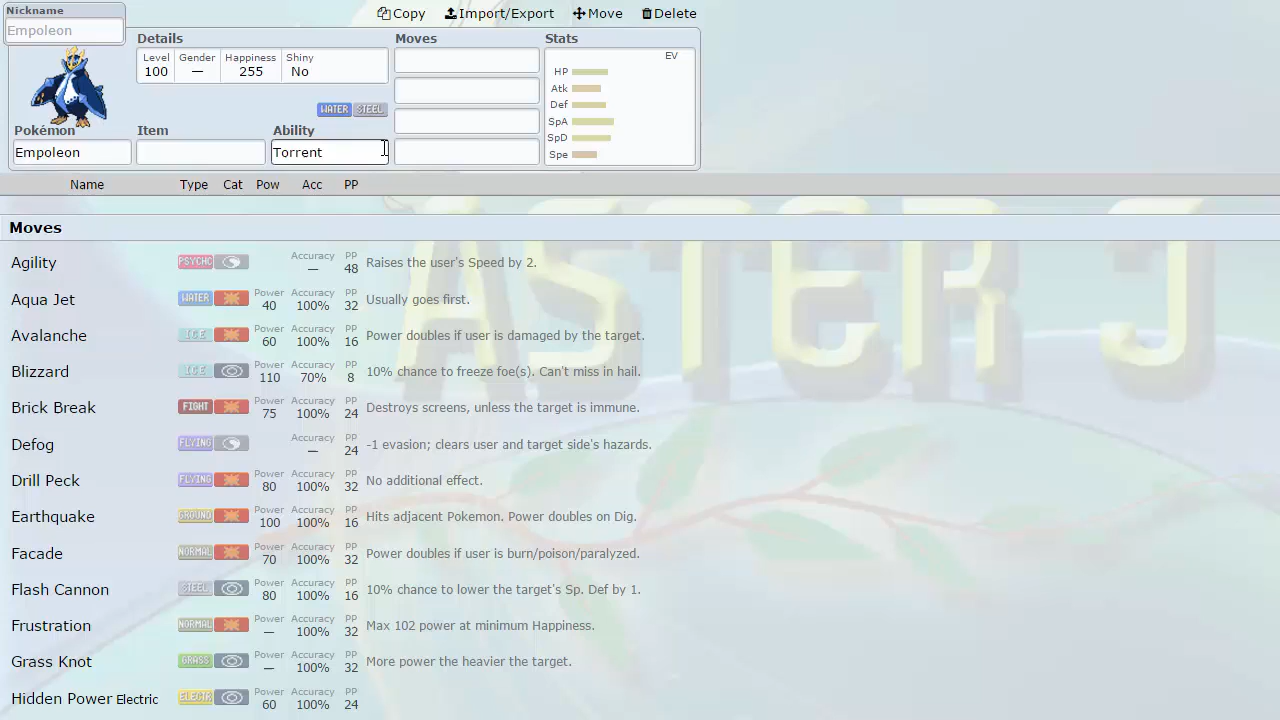 Nickname
Empoleon
Copy Import/Export Move Delete
Details
Level Gender Happiness Shiny
100 — 255 No
WATER STEEL
Pokémon Item Ability
Empoleon Torrent
Moves
Stats
EV
HP
Atk
Def
SpA
SpD
Spe
Name Type Cat Pow Acc PP
ASTER J
Moves
Agility PSYCHC Accuracy — PP 48 Raises the user's Speed by 2.
Aqua Jet WATER Power 40 Accuracy 100% PP 32 Usually goes first.
Avalanche ICE Power 60 Accuracy 100% PP 16 Power doubles if user is damaged by the target.
Blizzard ICE Power 110 Accuracy 70% PP 8 10% chance to freeze foe(s). Can't miss in hail.
Brick Break FIGHT Power 75 Accuracy 100% PP 24 Destroys screens, unless the target is immune.
Defog FLYING Accuracy — PP 24 -1 evasion; clears user and target side's hazards.
Drill Peck FLYING Power 80 Accuracy 100% PP 32 No additional effect.
Earthquake GROUND Power 100 Accuracy 100% PP 16 Hits adjacent Pokemon. Power doubles on Dig.
Facade NORMAL Power 70 Accuracy 100% PP 32 Power doubles if user is burn/poison/paralyzed.
Flash Cannon STEEL Power 80 Accuracy 100% PP 16 10% chance to lower the target's Sp. Def by 1.
Frustration NORMAL Power — Accuracy 100% PP 32 Max 102 power at minimum Happiness.
Grass Knot GRASS Power — Accuracy 100% PP 32 More power the heavier the target.
Hidden Power Electric ELECTR Power 60 Accuracy 100% PP 24